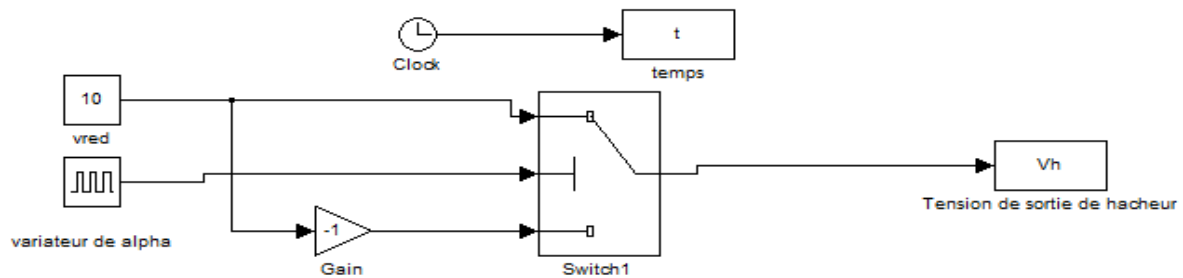 t
Clock
temps
10
vred
variateur de alpha
-1
Gain
Switch1
Vh
Tension de sortie de hacheur